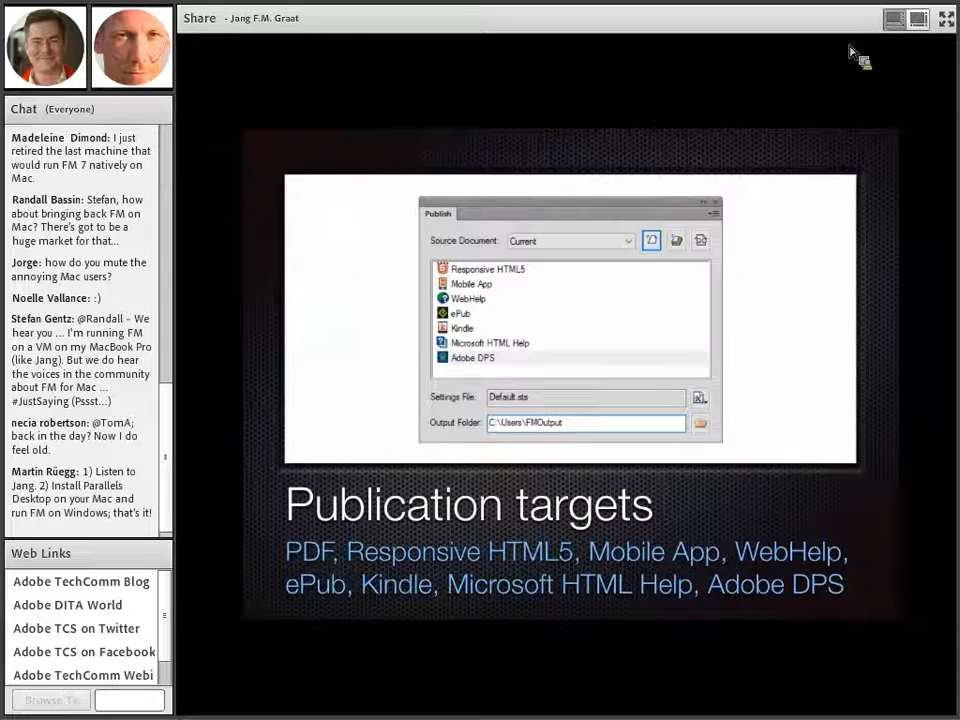 Share - Jang F.M. Graat
Chat (Everyone)
Madeleine Dimond: I just
retired the last machine that
would run FM 7 natively on
Mac.
Randall Bassin: Stefan, how
about bringing back FM on
Mac? There's got to be a
huge market for that...
Jorge: how do you mute the
annoying Mac users?
Noelle Vallance: :)
Stefan Gentz: @Randall - We
hear you ... I'm running FM
on a VM on my MacBook Pro
(like Jang). But we do hear
the voices in the community
about FM for Mac ...
#JustSaying (Pssst...)
necia robertson: @TomA;
back in the day? Now I do
feel old.
Martin Rüegg: 1) Listen to
Jang. 2) Install Parallels
Desktop on your Mac and
run FM on Windows; that's it!
Web Links
Adobe TechComm Blog
Adobe DITA World
Adobe TCS on Twitter
Adobe TCS on Facebook
Adobe TechComm Webi
Browse To
Publish
Source Document: Current
Responsive HTML5
Mobile App
WebHelp
ePub
Kindle
Microsoft HTML Help
Adobe DPS
Settings File: Default.sts
Output Folder: C:\Users\FMOutput
Publication targets
PDF, Responsive HTML5, Mobile App, WebHelp,
ePub, Kindle, Microsoft HTML Help, Adobe DPS